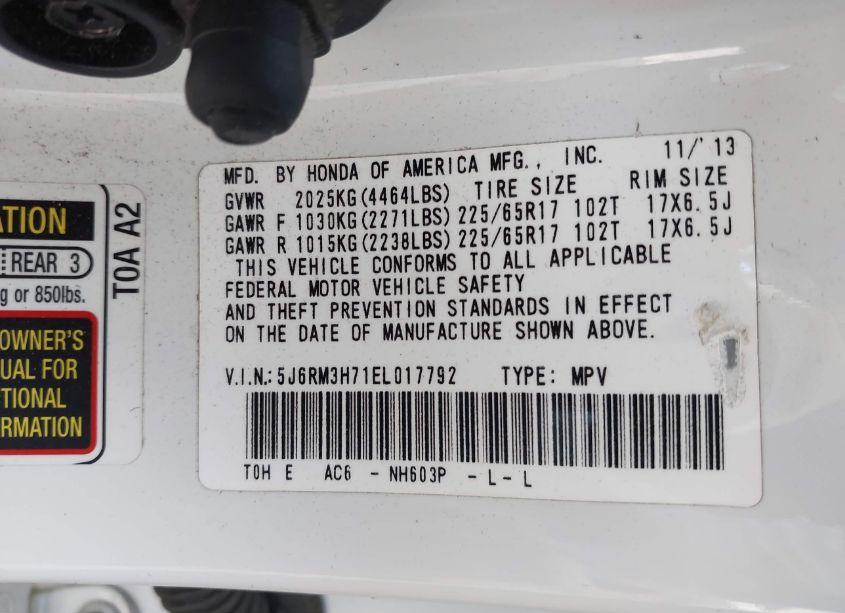 ATION
REAR 3
g or 850lbs.
OWNER'S
UAL FOR
TIONAL
ORMATION
T0A A2
MFD. BY HONDA OF AMERICA MFG., INC. 11/'13
GVWR 2025KG(4464LBS) TIRE SIZE RIM SIZE
GAWR F 1030KG(2271LBS) 225/65R17 102T 17X6.5J
GAWR R 1015KG(2238LBS) 225/65R17 102T 17X6.5J
THIS VEHICLE CONFORMS TO ALL APPLICABLE
FEDERAL MOTOR VEHICLE SAFETY
AND THEFT PREVENTION STANDARDS IN EFFECT
ON THE DATE OF MANUFACTURE SHOWN ABOVE.
V.I.N.: 5J6RM3H71EL017792 TYPE: MPV
T0H E AC6 - NH603P - L - L